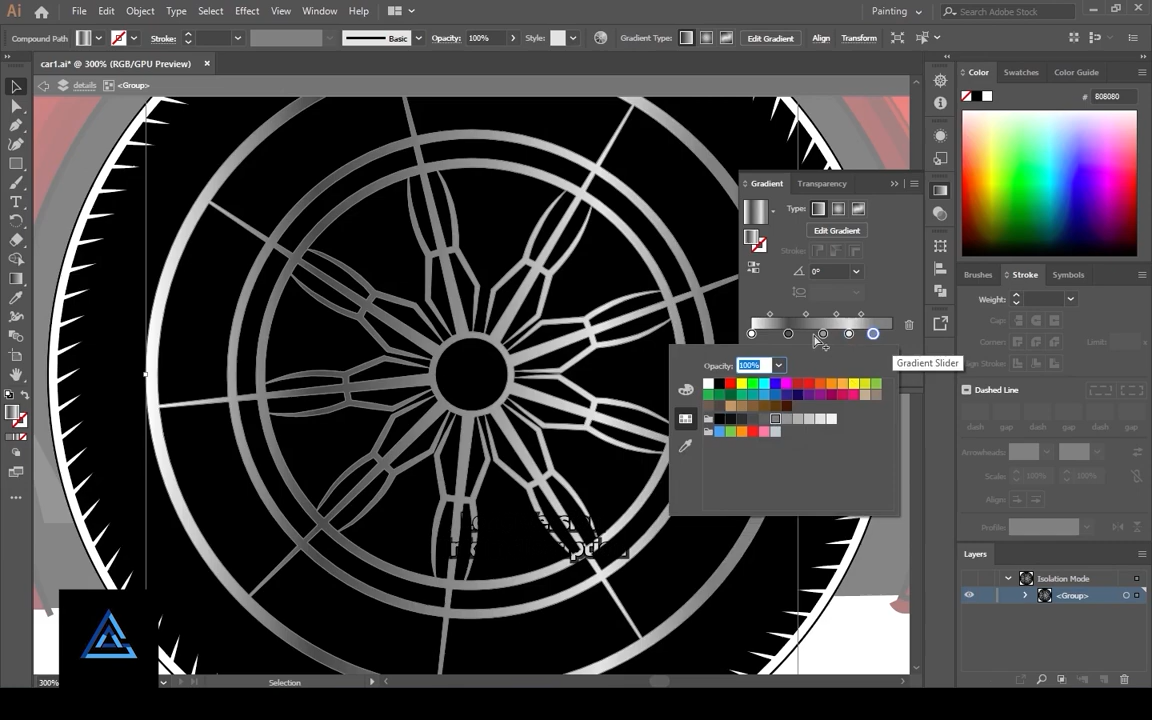 Ai File Edit Object Type Select Effect View Window Help Painting Search Adobe Stock
Compound Path Stroke: Basic Opacity: 100% Style: Gradient Type: Edit Gradient Align Transform
car1.ai* @ 300% (RGB/GPU Preview) ×
details <Group>
Color Swatches Color Guide
# 808080
Gradient Transparency
Type:
Edit Gradient
Stroke:
0°
Brushes Stroke Symbols
Weight:
Cap:
Corner: Limit:
Align Stroke:
Gradient Slider
Opacity: 100%
Dashed Line
dash gap dash gap dash gap
Arrowheads:
Scale: 100% 100%
Align:
Profile:
Layers
Isolation Mode
<Group>
300% Selection